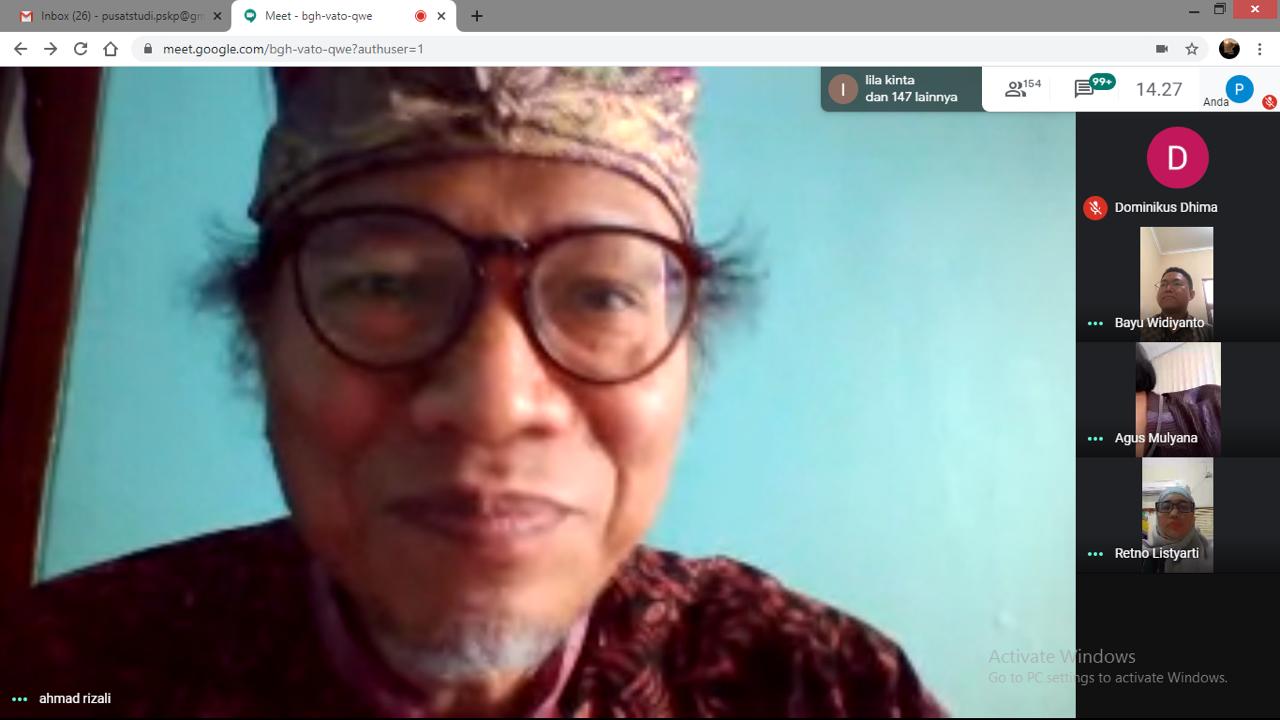 Inbox (26) - pusatstudi.pskp@gm
Meet - bgh-vato-qwe
meet.google.com/bgh-vato-qwe?authuser=1
l
lila kinta
dan 147 lainnya
154
99+
14.27
Anda
P
D
Dominikus Dhima
Bayu Widiyanto
Agus Mulyana
Retno Listyarti
Activate Windows
Go to PC settings to activate Windows.
ahmad rizali